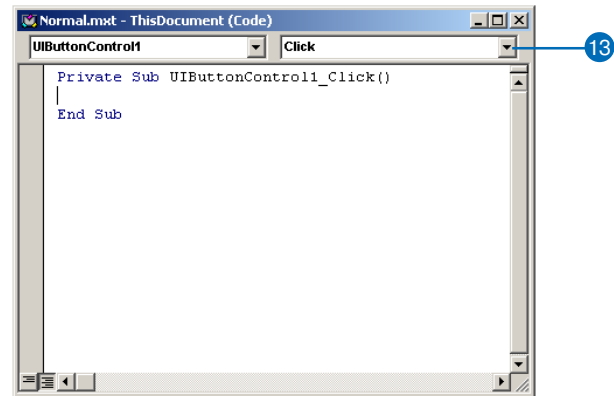 Normal.mxt - ThisDocument (Code)
UIButtonControl1 Click
13
Private Sub UIButtonControl1_Click()
End Sub